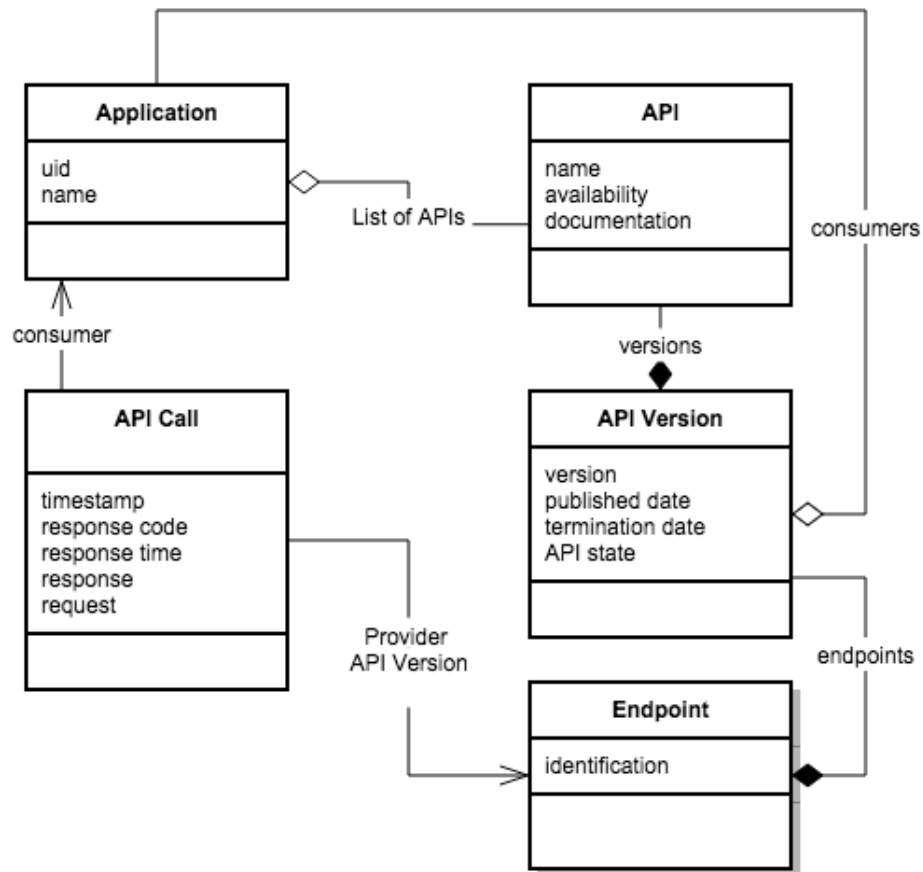 Application
uid
name
List of APIs
API
name
availability
documentation
consumers
consumer
versions
API Call
timestamp
response code
response time
response
request
API Version
version
published date
termination date
API state
Provider
API Version
endpoints
Endpoint
identification